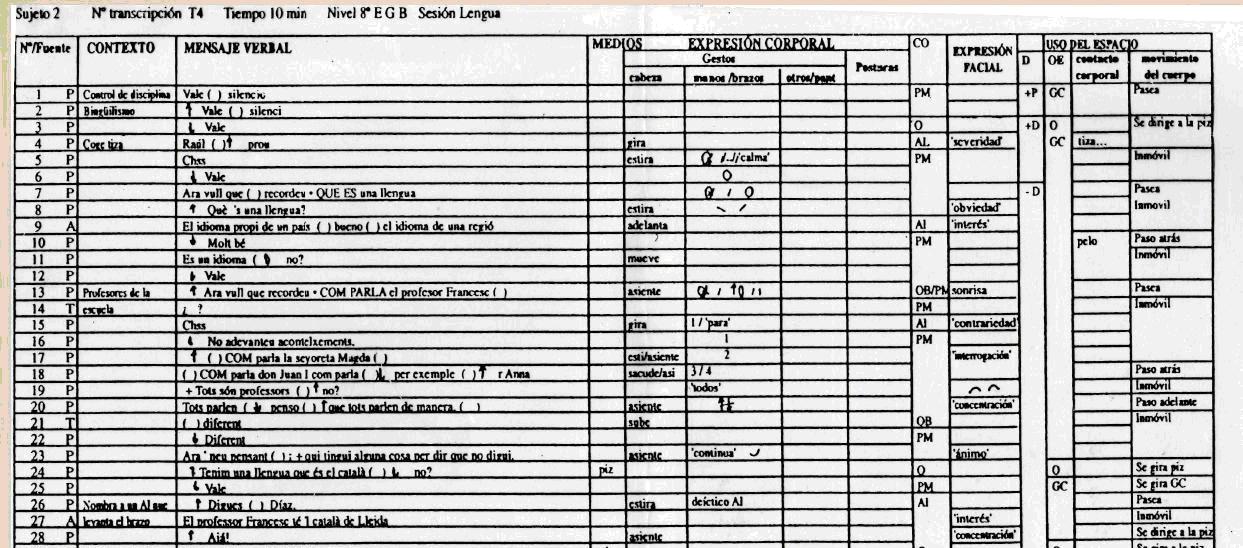 Sujeto 2 Nº transcripción T4 Tiempo 10 min Nivel 8º E G B Sesión Lengua
Nº/Fuente CONTEXTO MENSAJE VERBAL MEDIOS EXPRESIÓN CORPORAL CO EXPRESIÓN FACIAL USO DEL ESPACIO
Gestos Posturas D OE contacto corporal movimiento del cuerpo
cabeza manos/brazos otros/punt
1 P Control de disciplina Vale ( ) silenciu PM +P GC Pasea
2 P Bingüilismo ↑ Vale ( ) silenci
3 P ↓ Vale O +D O Se dirige a la piz
4 P Coge tiza Raúl ( )↑ prou gira AL 'severidad' GC tiza...
5 P Chss estira 'calma' PM Inmóvil
6 P ↓ Vale
7 P Ara vull que ( ) recordeu • QUE ES una llengua - D Pasea
8 P ↑ Què 's una llengua? estira 'obviedad' Inmovil
9 A El idioma propi de un país ( ) bueno ( ) el idioma de una regió adelanta Al 'interés'
10 P ↓ Molt bé PM pelo Paso atrás
11 P Es un idioma ( ) no? mueve Inmóvil
12 P ↓ Vale
13 P Profesores de la ↑ Ara vull que recordeu • COM PARLA el profesor Francesc ( ) asiente OB/PM sonrisa Pasea
14 T escuela ¿ ? PM Inmóvil
15 P Chss gira 1 / 'para' Al 'contrariedad'
16 P ↓ No adevanteu aconteixements. 1 PM
17 P ↑ ( ) COM parla la seyoreta Magda ( ) esti/asiente 2 'interrogación'
18 P ( ) COM parla don Juan I com parla ( )↓ per exemple ( )↑ r Anna sacude/asi 3/4 Paso atrás
19 P + Tots són professors ( )↑ no? 'todos' Inmóvil
20 P Tots parlen ( ↓ penso ( )↑ que tots parlen de manera. ( ) asiente 'concentración' Paso adelante
21 T ( ) diferent sube OB Inmóvil
22 P ↓ Diferent PM
23 P Ara ' neu pensant ( ) ; + qui tingui alguna cosa per dir que no digui. asiente 'continua' 'ánimo'
24 P ↑ Tenim una llengua que és el català ( ) ↓ no? piz O O Se gira piz
25 P ↓ Vale PM GC Se gira GC
26 P Nombra a un Al que ↑ Digues ( ) Díaz. estira deíctico Al Al Pasea
27 A levanta el brazo El professor Francesc té l català de Lleida 'interés' Inmóvil
28 P ↑ Aiá! asiente 'concentración' Se dirige a la piz